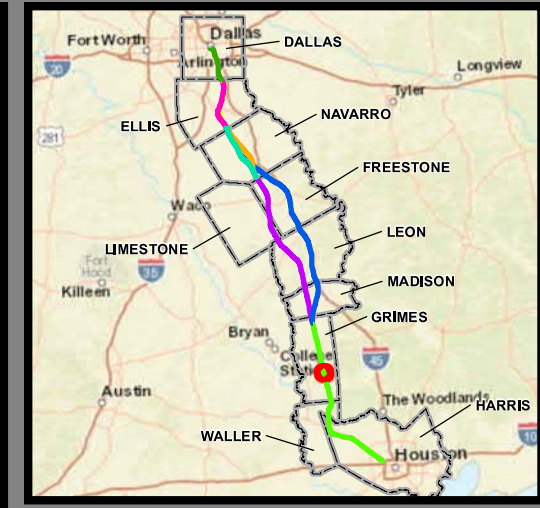 Dallas
DALLAS
Fort Worth
Arlington
Longview
20
Tyler
NAVARRO
ELLIS
281
FREESTONE
Waco
LEON
LIMESTONE
Fort
Hood
35
Killeen
MADISON
GRIMES
Bryan
College
Station
45
Austin
The Woodlands
HARRIS
WALLER
10
Houston